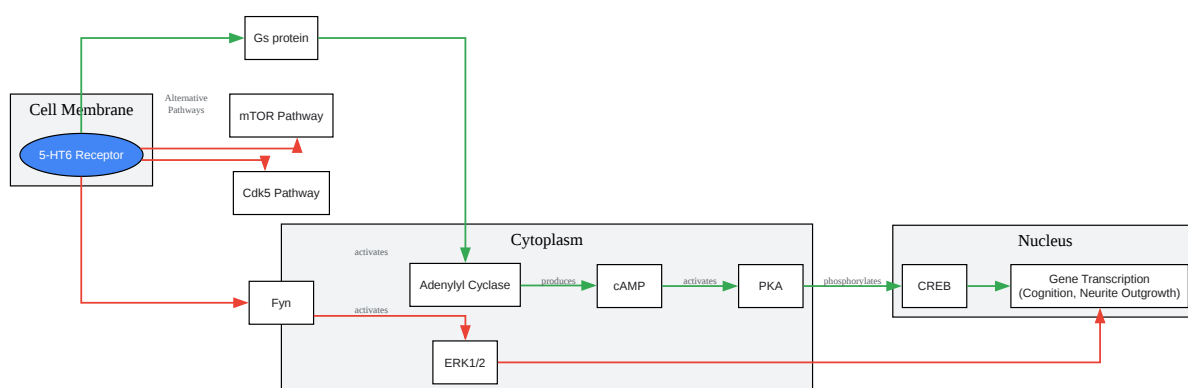 Gs protein
Alternative
Pathways
Cell Membrane
mTOR Pathway
5-HT6 Receptor
Cdk5 Pathway
Cytoplasm
Nucleus
activates
Adenylyl Cyclase
produces
cAMP
activates
PKA
phosphorylates
CREB
Gene Transcription
(Cognition, Neurite Outgrowth)
Fyn
activates
ERK1/2